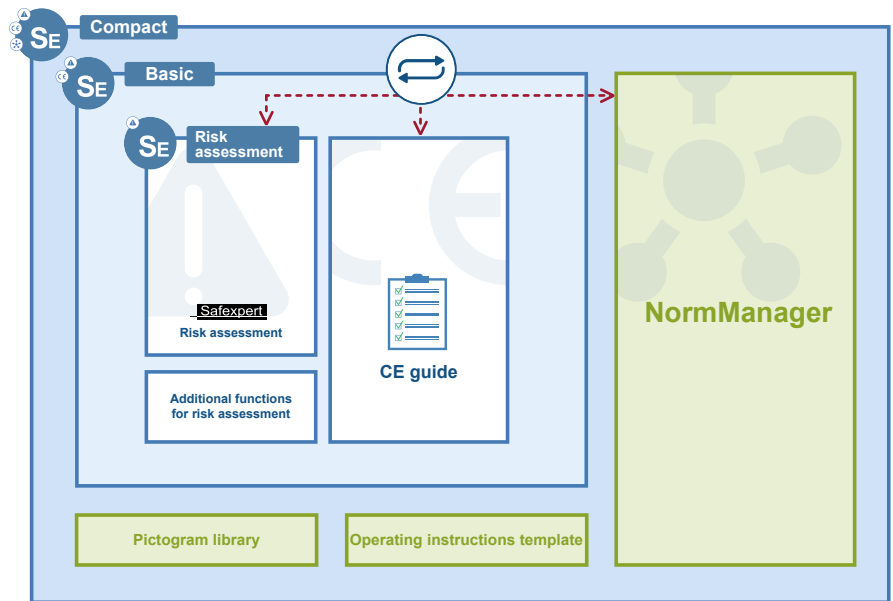 SE
Compact
SE
Basic
SE
Risk
assessment
CE
Safexpert
Risk assessment
CE guide
Additional functions
for risk assessment
NormManager
Pictogram library
Operating instructions template